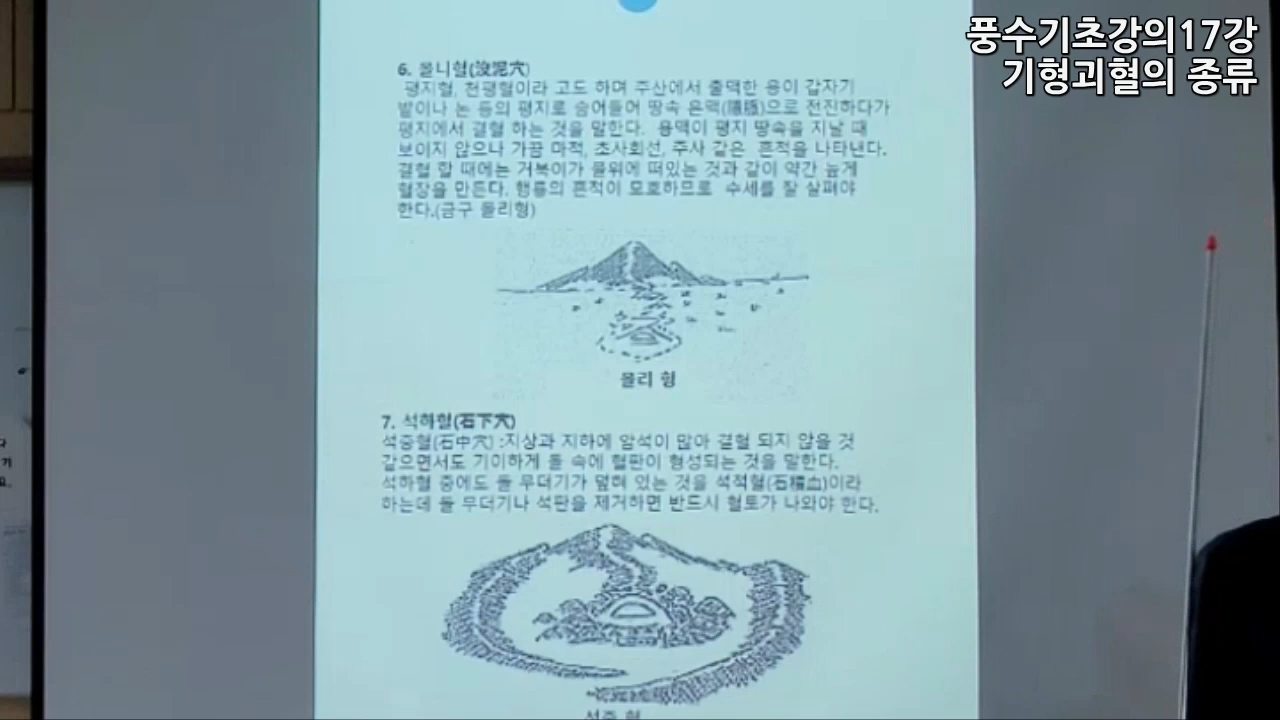 풍수기초강의17강
기형괴혈의 종류
6. 몰니혈(沒泥穴)
평지혈, 천평혈이라 고도 하며 주산에서 출맥한 용이 갑자기
밭이나 논 등의 평지로 숨어들어 땅속 은맥(隱脈)으로 전진하다가
평지에서 결혈 하는 것을 말한다. 용맥이 평지 땅속을 지날 때
보이지 않으나 가끔 마적, 초사회선, 주사 같은 흔적을 나타낸다.
결혈 할 때에는 거북이가 물위에 떠있는 것과 같이 약간 높게
혈장을 만든다. 행룡의 흔적이 모호하므로 수세를 잘 살펴야
한다.(금구 몰리형)
몰리 형
7. 석하혈(石下穴)
석중혈(石中穴) :지상과 지하에 암석이 많아 결혈 되지 않을 것
같으면서도 기이하게 돌 속에 혈판이 형성되는 것을 말한다.
석하혈 중에도 돌 무더기가 덮혀 있는 것을 석적혈(石積血)이라
하는데 돌 무더기나 석판을 제거하면 반드시 혈토가 나와야 한다.
석중 혈